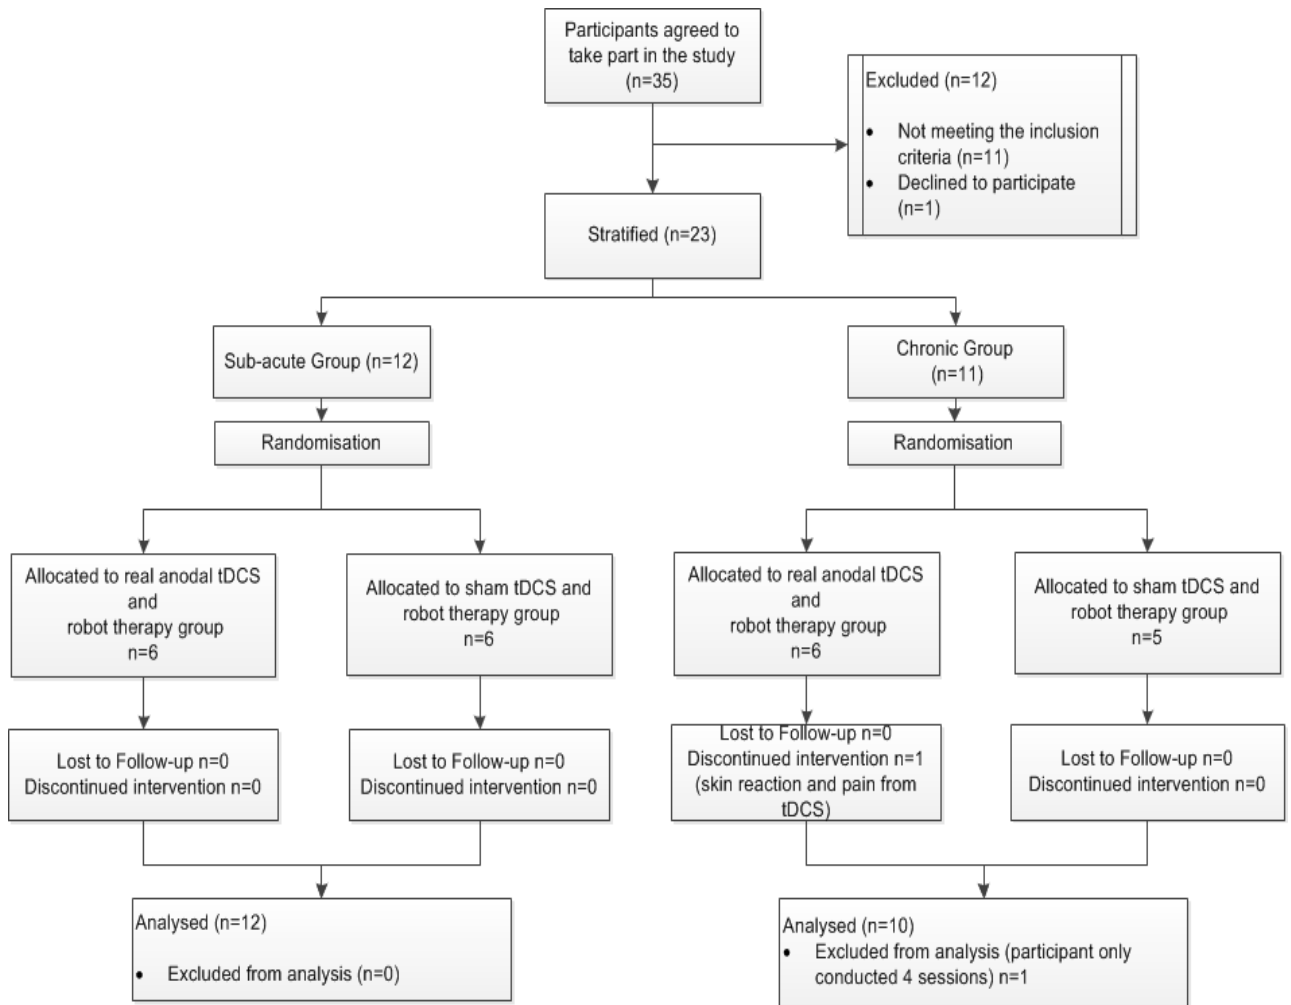 Participants agreed to
take part in the study
(n=35)
Excluded (n=12)
• Not meeting the inclusion
criteria (n=11)
• Declined to participate
(n=1)
Stratified (n=23)
Sub-acute Group (n=12)
Chronic Group
(n=11)
Randomisation
Randomisation
Allocated to real anodal tDCS
and
robot therapy group
n=6
Allocated to sham tDCS and
robot therapy group
n=6
Allocated to real anodal tDCS
and
robot therapy group
n=6
Allocated to sham tDCS and
robot therapy group
n=5
Lost to Follow-up n=0
Discontinued intervention n=0
Lost to Follow-up n=0
Discontinued intervention n=0
Lost to Follow-up n=0
Discontinued intervention n=1
(skin reaction and pain from
tDCS)
Lost to Follow-up n=0
Discontinued intervention n=0
Analysed (n=12)
• Excluded from analysis (n=0)
Analysed (n=10)
• Excluded from analysis (participant only
conducted 4 sessions) n=1